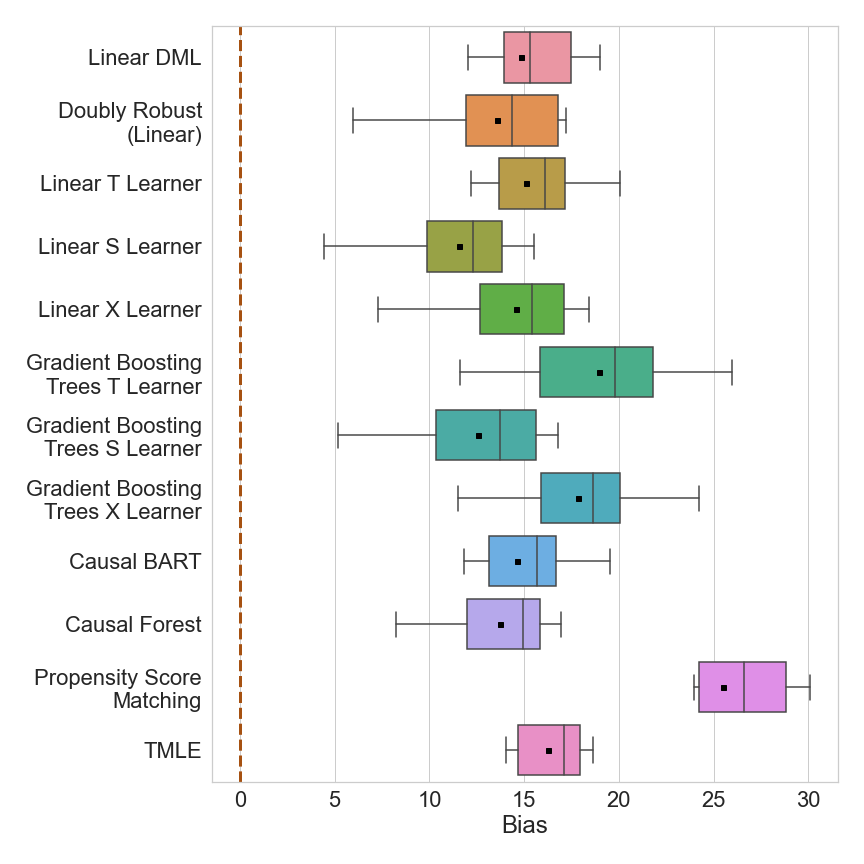 Linear DML
Doubly Robust
(Linear)
Linear T Learner
Linear S Learner
Linear X Learner
Gradient Boosting
Trees T Learner
Gradient Boosting
Trees S Learner
Gradient Boosting
Trees X Learner
Causal BART
Causal Forest
Propensity Score
Matching
TMLE
0 5 10 15 20 25 30
Bias